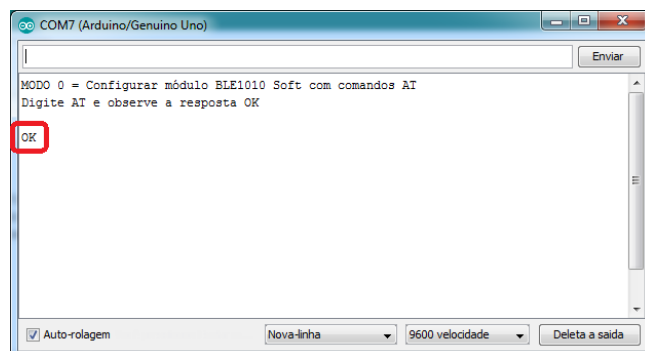 COM7 (Arduino/Genuino Uno)
Enviar
MODO 0 = Configurar módulo BLE1010 Soft com comandos AT
Digite AT e observe a resposta OK
OK
Auto-rolagem
Nova-linha
9600 velocidade
Deleta a saida